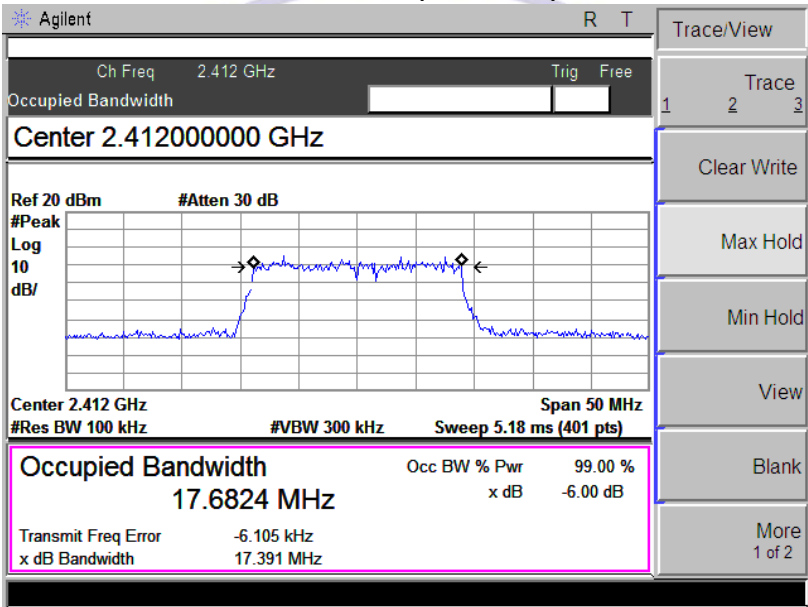 Agilent R T
Ch Freq 2.412 GHz Trig Free
Occupied Bandwidth
Center 2.412000000 GHz
Ref 20 dBm #Atten 30 dB
#Peak
Log
10
dB/
Center 2.412 GHz Span 50 MHz
#Res BW 100 kHz #VBW 300 kHz Sweep 5.18 ms (401 pts)
Occupied Bandwidth Occ BW % Pwr 99.00 %
17.6824 MHz x dB -6.00 dB
Transmit Freq Error -6.105 kHz
x dB Bandwidth 17.391 MHz
Trace/View
Trace
1 2 3
Clear Write
Max Hold
Min Hold
View
Blank
More
1 of 2